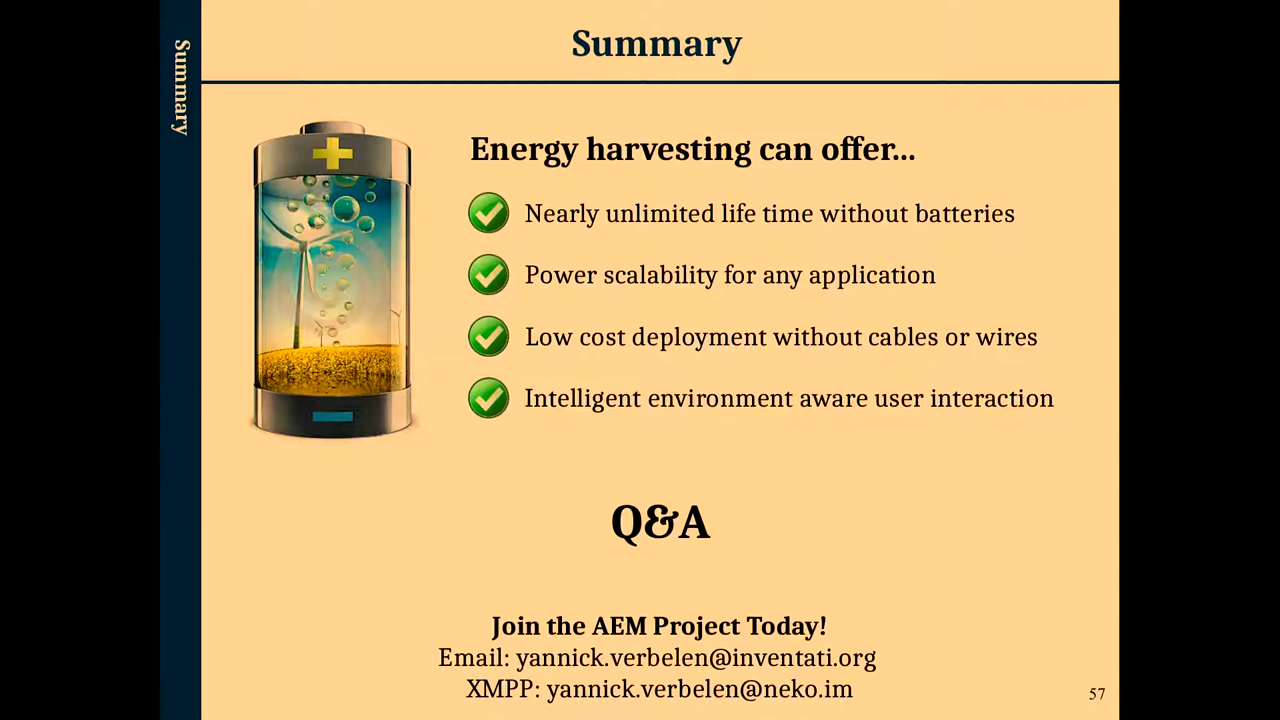 Summary
Summary
Energy harvesting can offer...
Nearly unlimited life time without batteries
Power scalability for any application
Low cost deployment without cables or wires
Intelligent environment aware user interaction
Q&A
Join the AEM Project Today!
Email: yannick.verbelen@inventati.org
XMPP: yannick.verbelen@neko.im
57